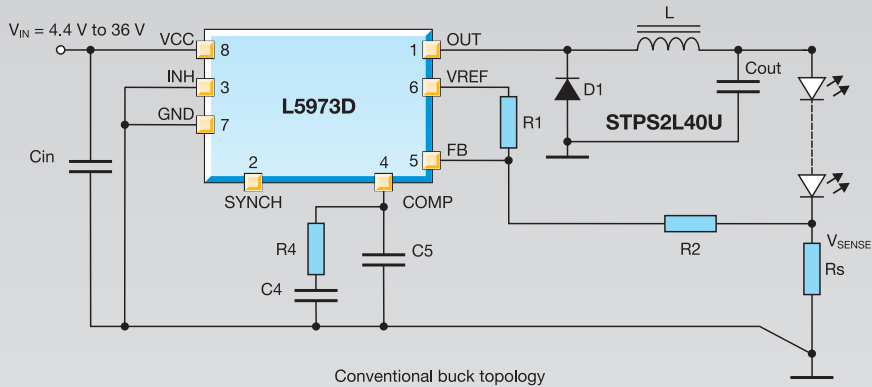 V_IN = 4.4 V to 36 V
VCC
8
INH
3
GND
7
L5973D
1
OUT
6
VREF
5
FB
2
SYNCH
4
COMP
Cin
R4
C4
C5
R1
R2
D1
STPS2L40U
L
Cout
V_SENSE
Rs
Conventional buck topology